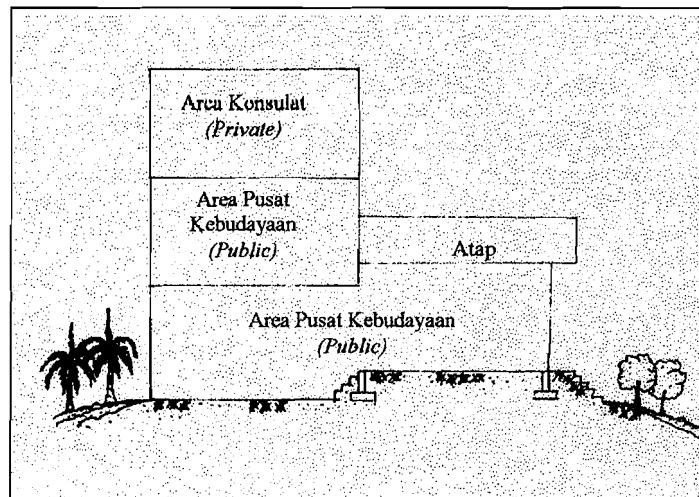 Area Konsulat
(Private)
Area Pusat
Kebudayaan
(Public)
Atap
Area Pusat Kebudayaan
(Public)